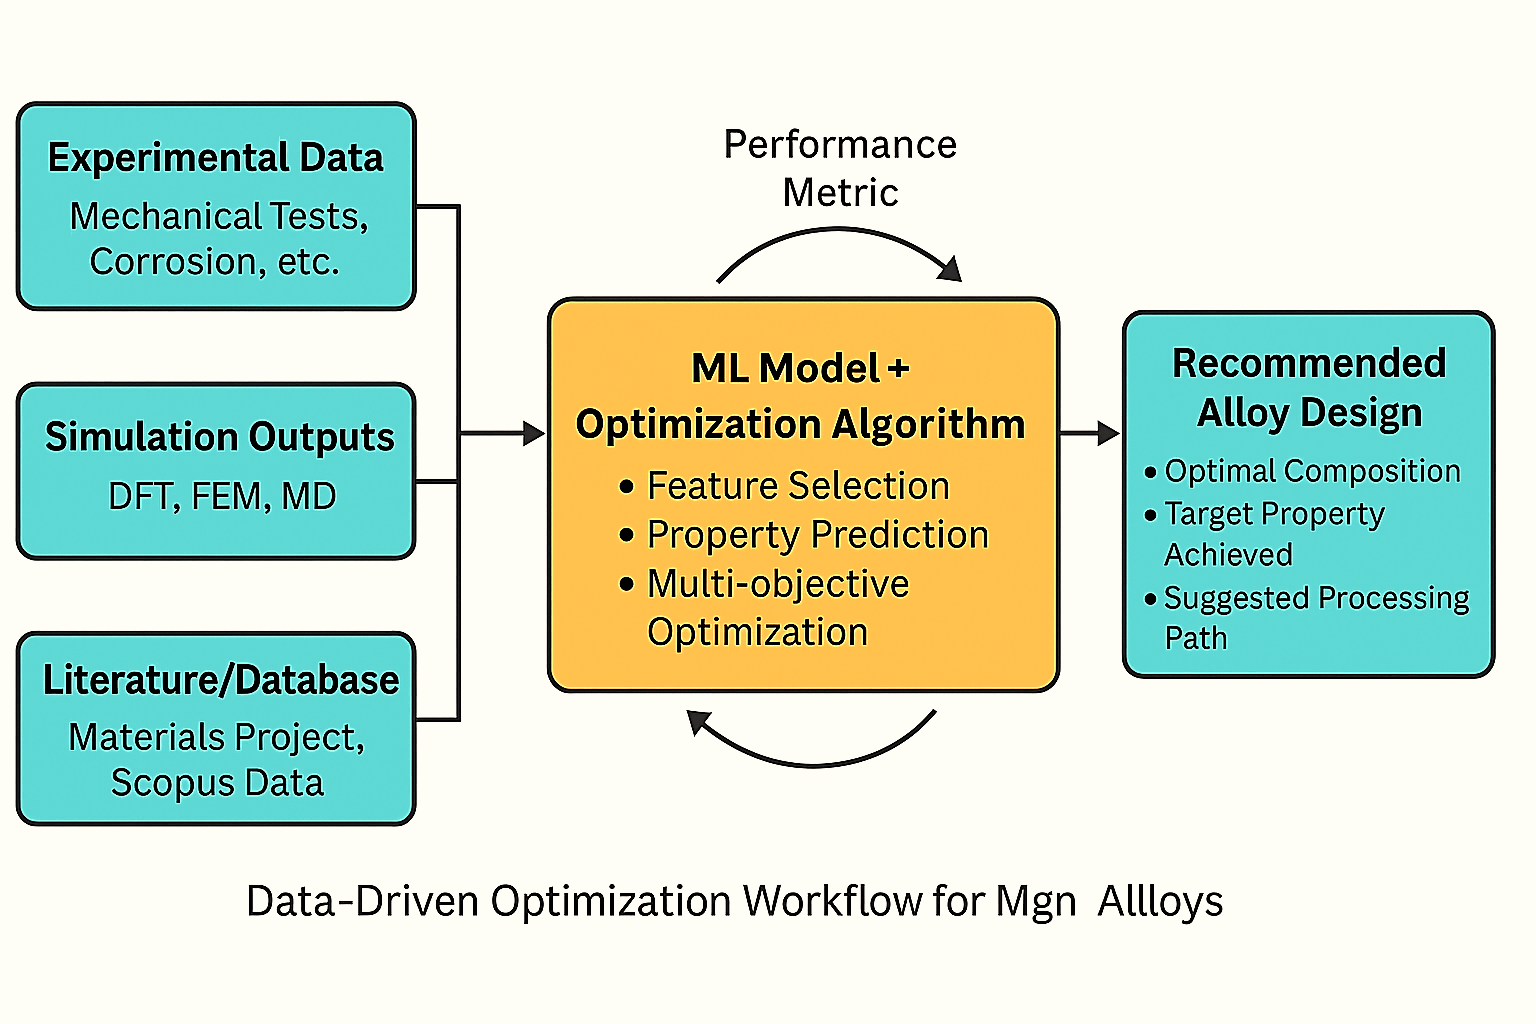 Experimental Data
Mechanical Tests,
Corrosion, etc.
Simulation Outputs
DFT, FEM, MD
Literature/Database
Materials Project,
Scopus Data
Performance
Metric
ML Model +
Optimization Algorithm
• Feature Selection
• Property Prediction
• Multi-objective
Optimization
Recommended
Alloy Design
• Optimal Composition
• Target Property
Achieved
• Suggested Processing
Path
Data-Driven Optimization Workflow for Mgn Allloys